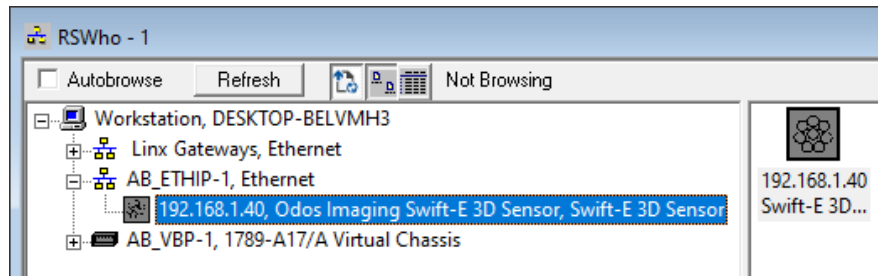 RSWho - 1
Autobrowse Refresh Not Browsing
Workstation, DESKTOP-BELVMH3
Linx Gateways, Ethernet
AB_ETHIP-1, Ethernet
192.168.1.40, Odos Imaging Swift-E 3D Sensor, Swift-E 3D Sensor
AB_VBP-1, 1789-A17/A Virtual Chassis
192.168.1.40
Swift-E 3D...